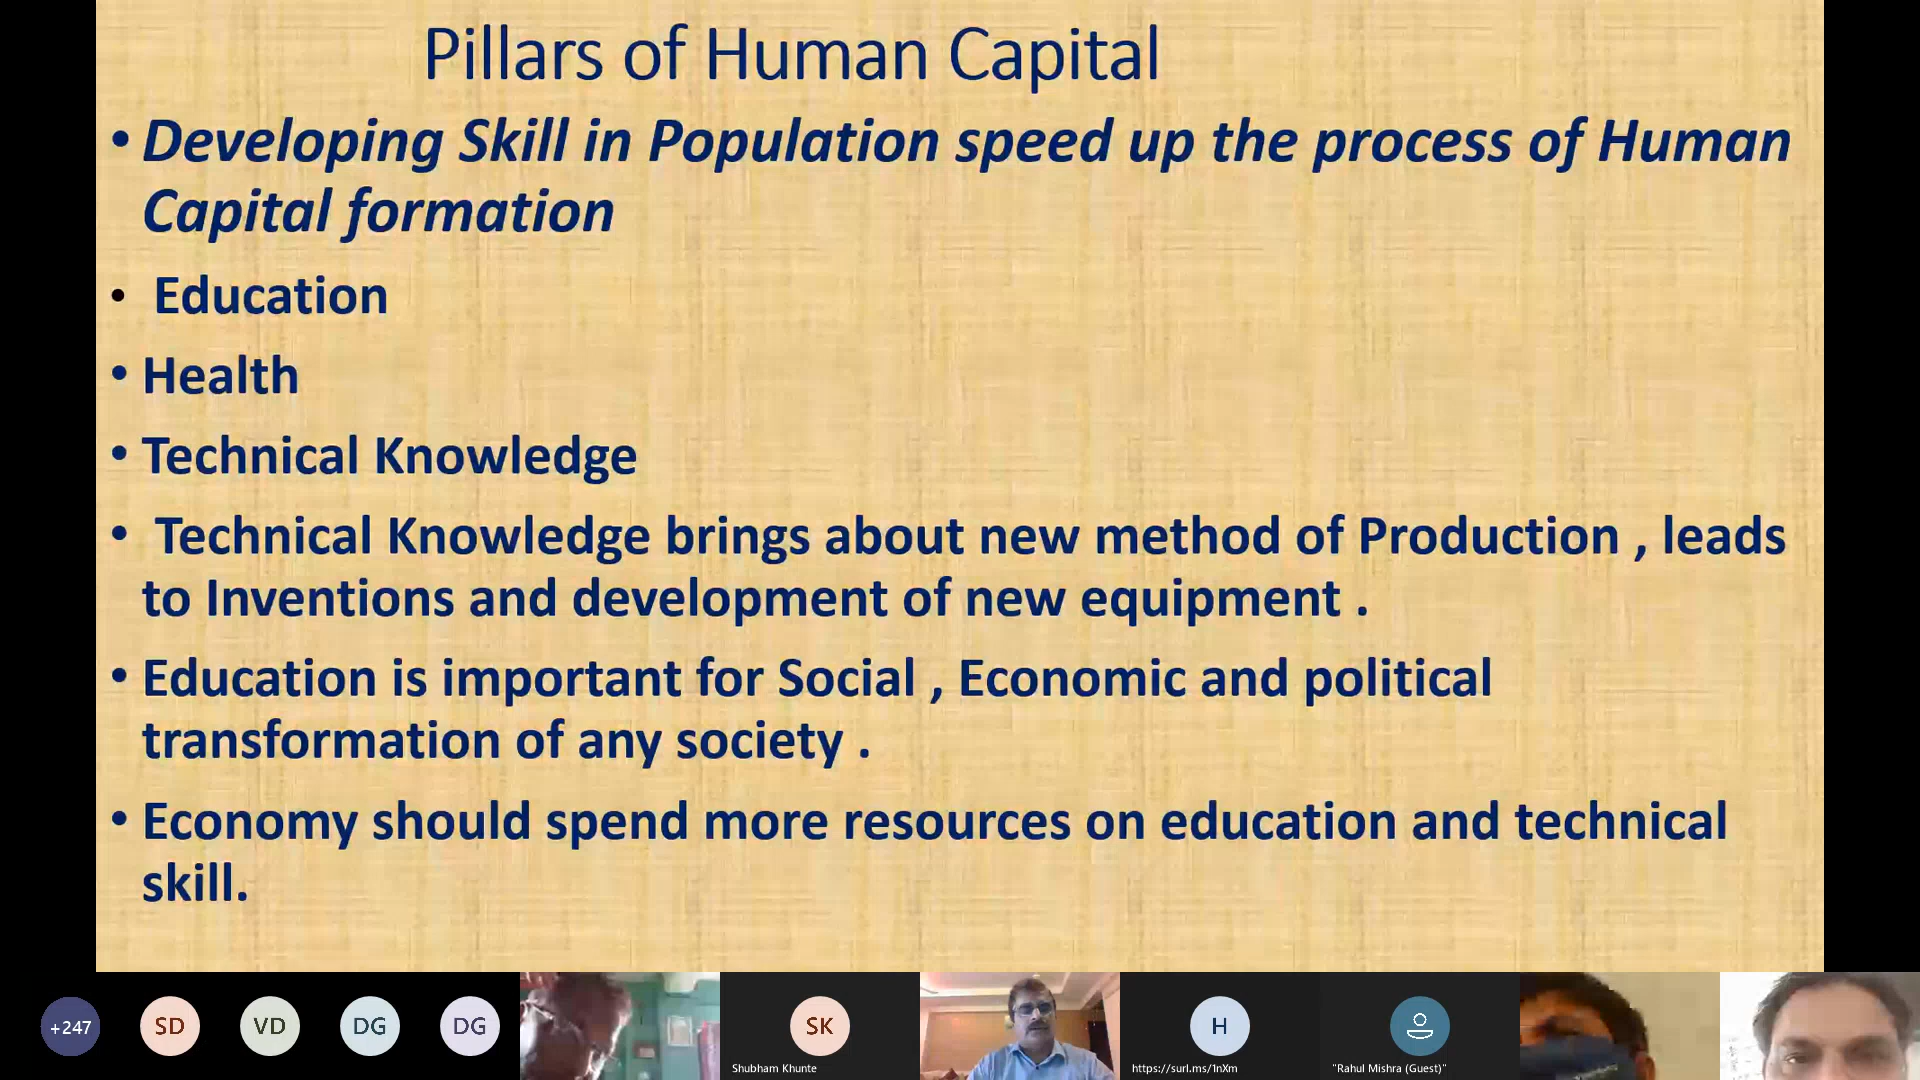 Pillars of Human Capital
• Developing Skill in Population speed up the process of Human
Capital formation
• Education
• Health
• Technical Knowledge
• Technical Knowledge brings about new method of Production , leads
to Inventions and development of new equipment .
• Education is important for Social , Economic and political
transformation of any society .
• Economy should spend more resources on education and technical
skill.
+247
SD
VD
DG
DG
SK
H
Shubham Khunte
https://surl.ms/1nXm
"Rahul Mishra (Guest)"